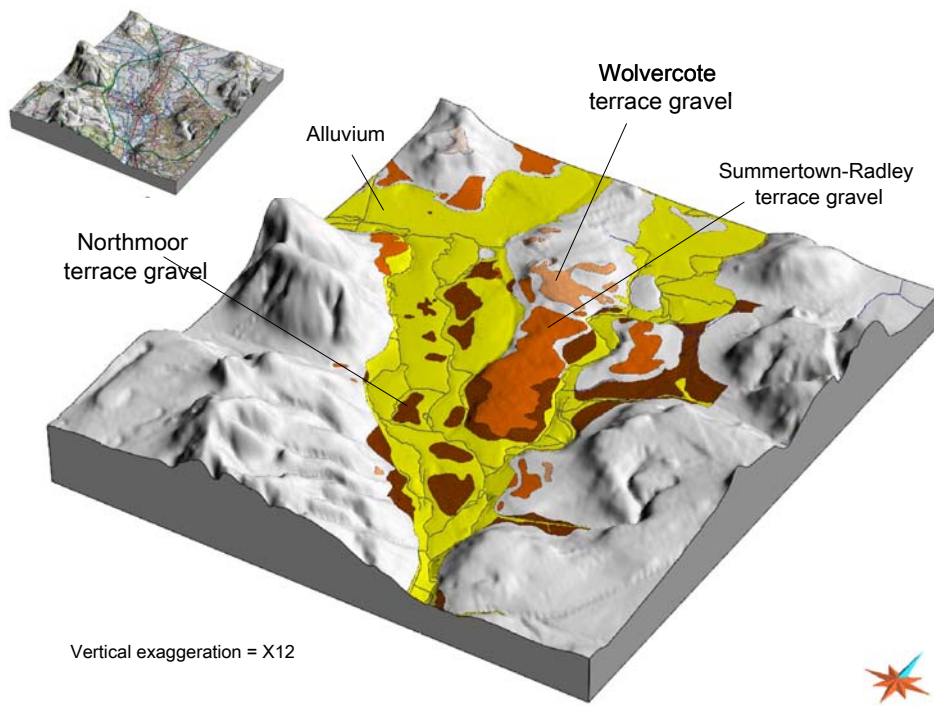 Wolvercote
terrace gravel
Alluvium
Summertown-Radley
terrace gravel
Northmoor
terrace gravel
Vertical exaggeration = X12